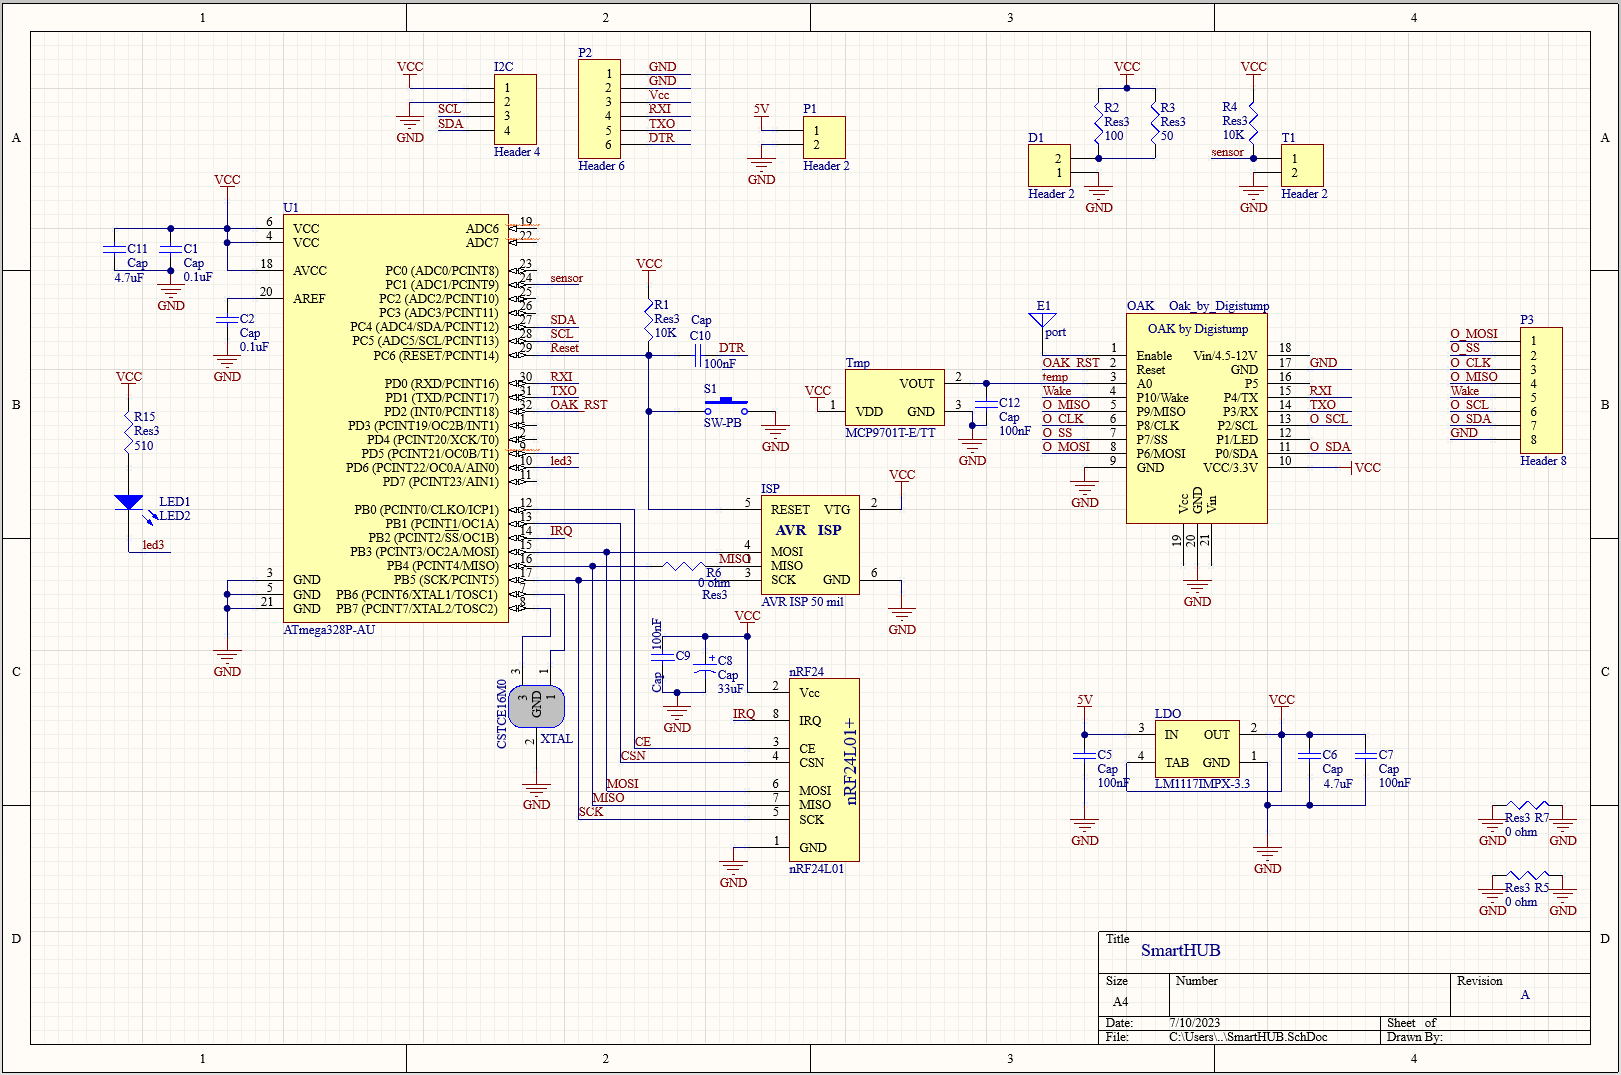 1
2
3
4
A
B
C
D
A
B
C
D
1
2
3
4
I2C
VCC
SCL
SDA
GND
1
2
3
4
Header 4
P2
1
2
3
4
5
6
GND
GND
Vcc
RXI
TXO
DTR
Header 6
5V
P1
1
2
GND
Header 2
VCC
R2
Res3
100
R3
Res3
50
D1
2
1
Header 2
GND
VCC
R4
Res3
10K
sensor
T1
1
2
Header 2
GND
VCC
C11
Cap
4.7uF
C1
Cap
0.1uF
GND
C2
Cap
0.1uF
GND
VCC
R15
Res3
510
LED1
LED2
led3
U1
6 VCC
4 VCC
18 AVCC
20 AREF
3 GND
5 GND
21 GND
GND
ADC6 19
ADC7 22
PC0 (ADC0/PCINT8) 23
PC1 (ADC1/PCINT9) 24 sensor
PC2 (ADC2/PCINT10) 25
PC3 (ADC3/PCINT11) 26
PC4 (ADC4/SDA/PCINT12) 27 SDA
PC5 (ADC5/SCL/PCINT13) 28 SCL
PC6 (RESET/PCINT14) 29 Reset
PD0 (RXD/PCINT16) 30 RXI
PD1 (TXD/PCINT17) 31 TXO
PD2 (INT0/PCINT18) 32 OAK_RST
PD3 (PCINT19/OC2B/INT1) 1
PD4 (PCINT20/XCK/T0) 2
PD5 (PCINT21/OC0B/T1) 9
PD6 (PCINT22/OC0A/AIN0) 10 led3
PD7 (PCINT23/AIN1) 11
PB0 (PCINT0/CLKO/ICP1) 12
PB1 (PCINT1/OC1A) 13
PB2 (PCINT2/SS/OC1B) 14 IRQ
PB3 (PCINT3/OC2A/MOSI) 15
PB4 (PCINT4/MISO) 16
PB5 (SCK/PCINT5) 17
PB6 (PCINT6/XTAL1/TOSC1) 7
PB7 (PCINT7/XTAL2/TOSC2) 8
ATmega328P-AU
VCC
R1
Res3
10K
Cap
C10
DTR
100nF
S1
SW-PB
GND
ISP
5 RESET VTG 2
VCC
AVR ISP
4 MOSI
MISO 1 MISO
3 SCK GND 6
GND
AVR ISP 50 mil
R6
0 ohm
Res3
CSTCE16M0
3
1
3
GND
1
2
XTAL
GND
VCC
100nF
C9
Cap
C8
Cap
33uF
GND
nRF24
2 Vcc
IRQ 8 IRQ
CE 3 CE
CSN 4 CSN
MOSI 6 MOSI
MISO 7 MISO
SCK 5 SCK
1 GND
nRF24L01+
GND
nRF24L01
Tmp
VCC
1 VDD
VOUT 2
GND 3
MCP9701T-E/TT
C12
Cap
100nF
GND
E1
port
OAK Oak_by_Digistump
OAK by Digistump
1 Enable
OAK_RST 2 Reset
temp 3 A0
Wake 4 P10/Wake
O_MISO 5 P9/MISO
O_CLK 6 P8/CLK
O_SS 7 P7/SS
O_MOSI 8 P6/MOSI
9 GND
GND
Vin/4.5-12V 18
GND 17 GND
P5 16
P4/TX 15 RXI
P3/RX 14 TXO
P2/SCL 13 O_SCL
P1/LED 12
P0/SDA 11 O_SDA
VCC/3.3V 10 VCC
Vcc
GND
Vin
19
20
21
GND
P3
O_MOSI 1
O_SS 2
O_CLK 3
O_MISO 4
Wake 5
O_SCL 6
O_SDA 7
GND 8
Header 8
5V
VCC
LDO
3 IN OUT 2
4 TAB GND 1
LM1117IMPX-3.3
C5
Cap
100nF
C6
Cap
4.7uF
C7
Cap
100nF
GND
GND
Res3 R7
0 ohm
GND
GND
Res3 R5
0 ohm
GND
GND
Title
SmartHUB
Size
A4
Number
Revision
A
Date: 7/10/2023
Sheet of
File: C:\Users\..\SmartHUB.SchDoc
Drawn By: